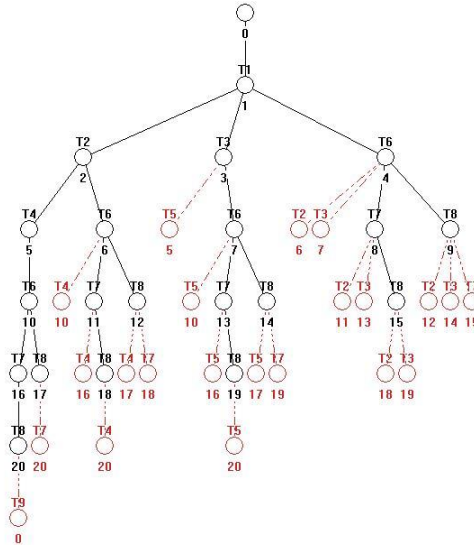 0
T1
1
T2 T3 T6
2 3 4
T4 T6 T5 T6 T2 T3 T7 T8
5 6 5 7 6 7 8 9
T6 T4 T7 T8 T5 T7 T8 T2 T3 T8 T2 T3
10 10 11 12 10 13 14 11 13 15 12 14 15
T7 T8 T4 T8 T4 T7 T5 T8 T5 T7 T2 T3
16 17 16 18 17 18 16 19 17 19 18 19
T8 T7 T4 T5
20 20 20 20
T9
0